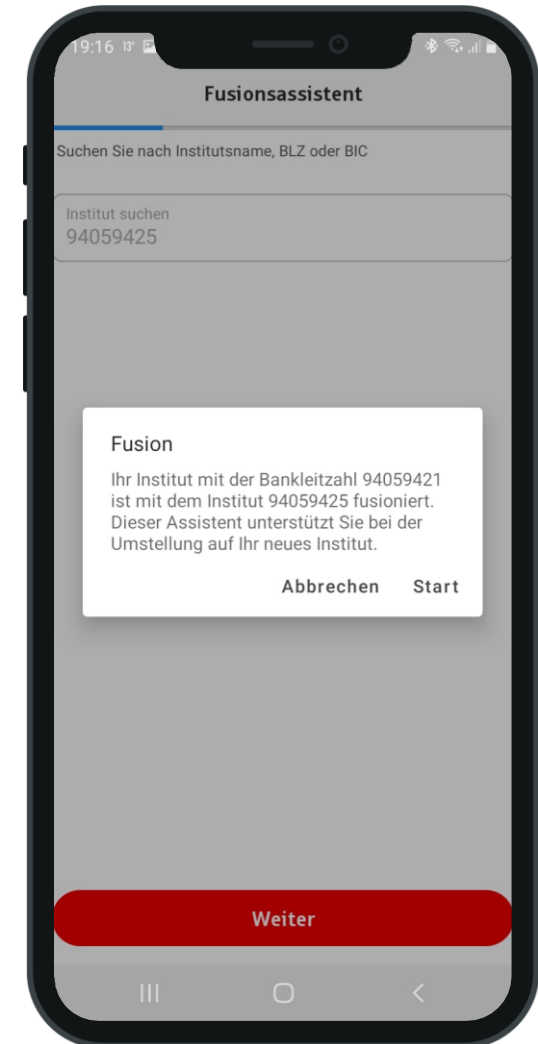 19:16 13°
Fusionsassistent
Suchen Sie nach Institutsname, BLZ oder BIC
Institut suchen
94059425
Fusion
Ihr Institut mit der Bankleitzahl 94059421
ist mit dem Institut 94059425 fusioniert.
Dieser Assistent unterstützt Sie bei der
Umstellung auf Ihr neues Institut.
Abbrechen Start
Weiter